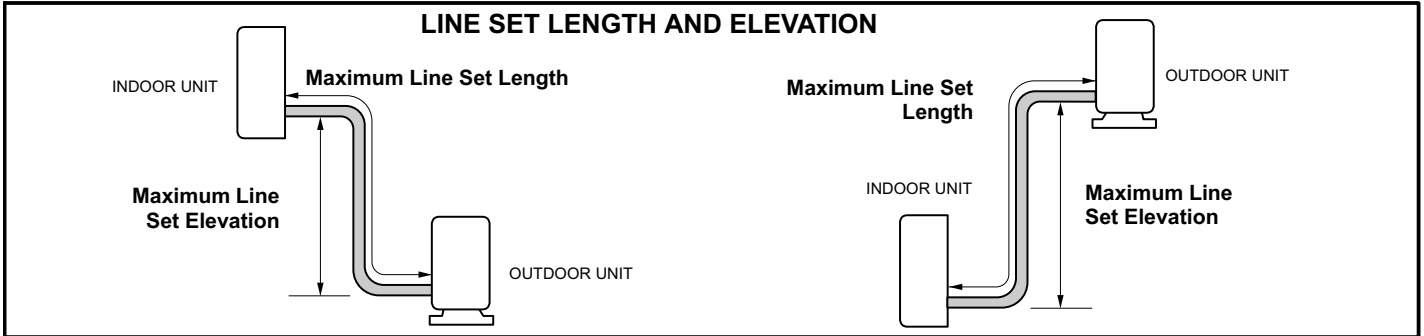 LINE SET LENGTH AND ELEVATION
INDOOR UNIT
Maximum Line Set Length
Maximum Line
Set Elevation
OUTDOOR UNIT
Maximum Line Set
Length
OUTDOOR UNIT
INDOOR UNIT
Maximum Line
Set Elevation